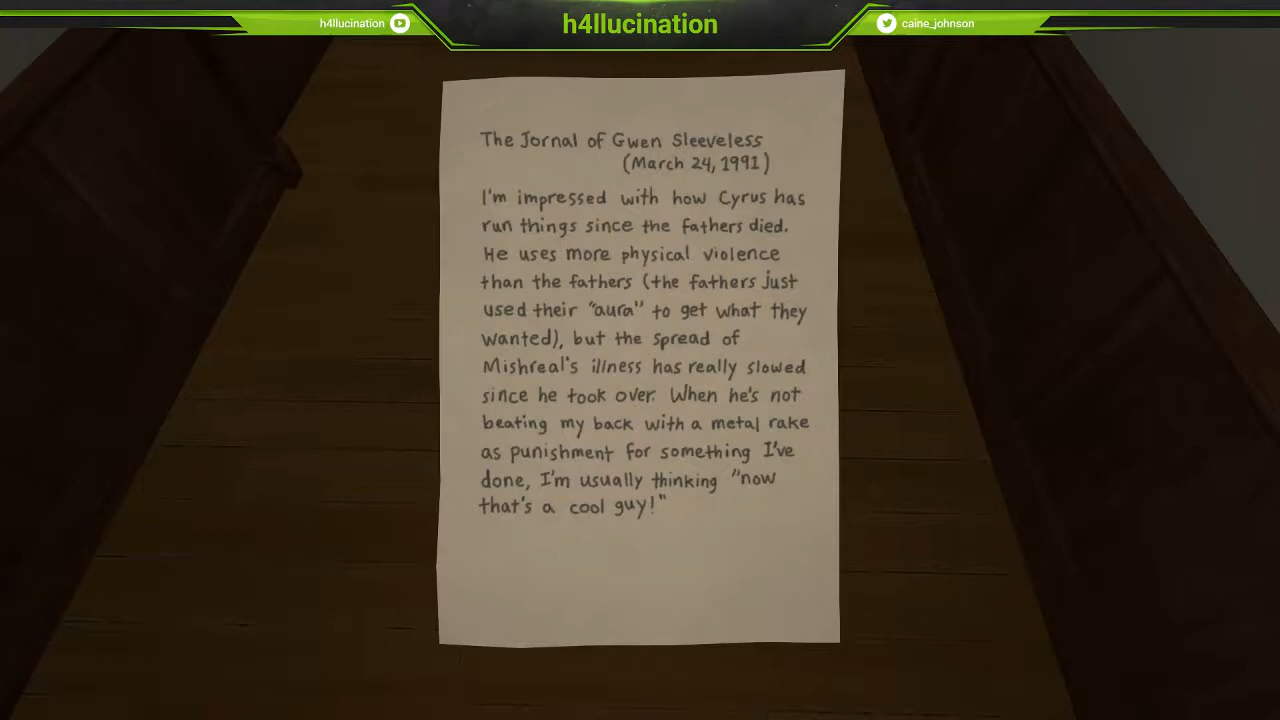 h4llucination
h4llucination
caine_johnson
The Jornal of Gwen Sleeveless
(March 24, 1991)
I'm impressed with how Cyrus has
run things since the fathers died.
He uses more physical violence
than the fathers (the fathers just
used their "aura" to get what they
wanted), but the spread of
Mishreal's illness has really slowed
since he took over. When he's not
beating my back with a metal rake
as punishment for something I've
done, I'm usually thinking "now
that's a cool guy!"